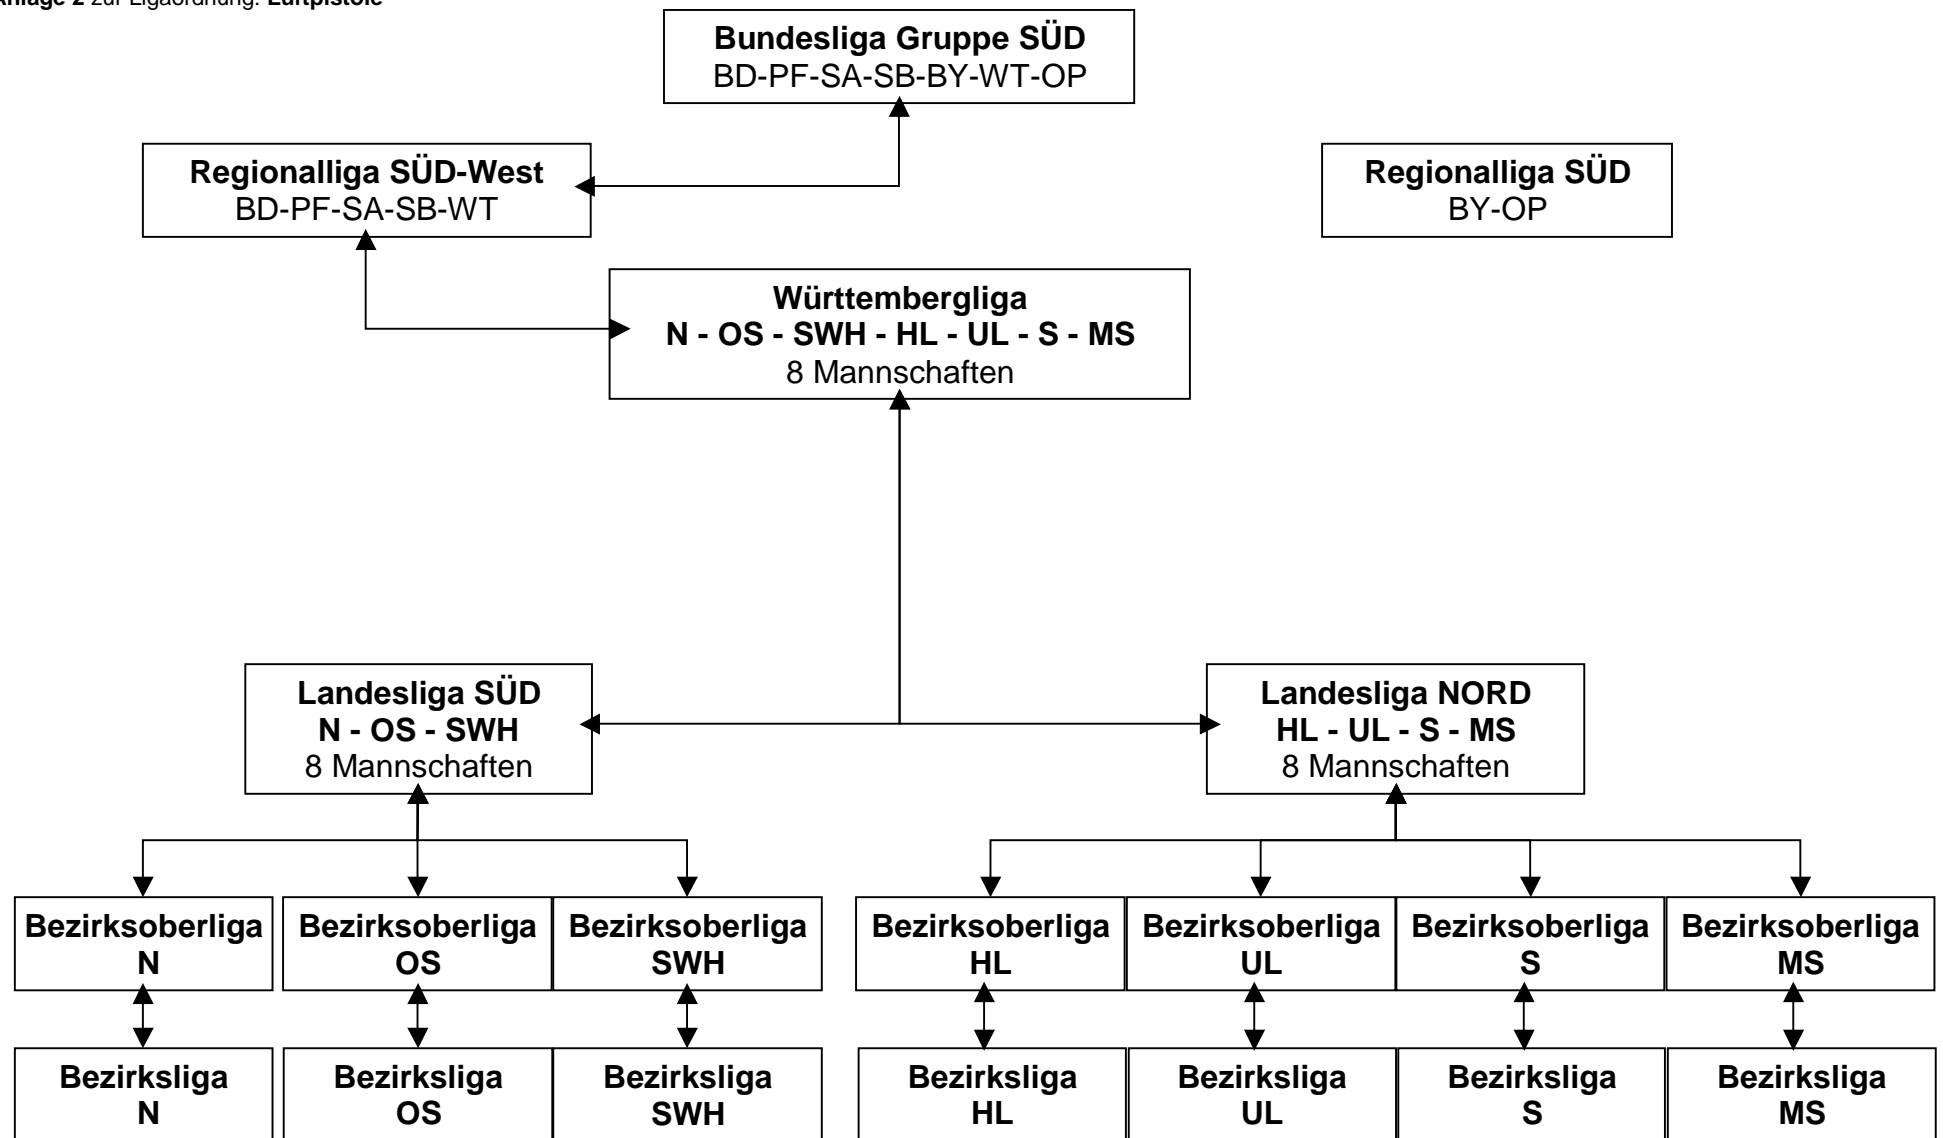 Anlage 2 zur Ligaordnung: Luftpistole
Bundesliga Gruppe SÜD
BD-PF-SA-SB-BY-WT-OP
Regionalliga SÜD-West
BD-PF-SA-SB-WT
Regionalliga SÜD
BY-OP
Württembergliga
N - OS - SWH - HL - UL - S - MS
8 Mannschaften
Landesliga SÜD
N - OS - SWH
8 Mannschaften
Landesliga NORD
HL - UL - S - MS
8 Mannschaften
Bezirksoberliga
N
Bezirksoberliga
OS
Bezirksoberliga
SWH
Bezirksoberliga
HL
Bezirksoberliga
UL
Bezirksoberliga
S
Bezirksoberliga
MS
Bezirksliga
N
Bezirksliga
OS
Bezirksliga
SWH
Bezirksliga
HL
Bezirksliga
UL
Bezirksliga
S
Bezirksliga
MS